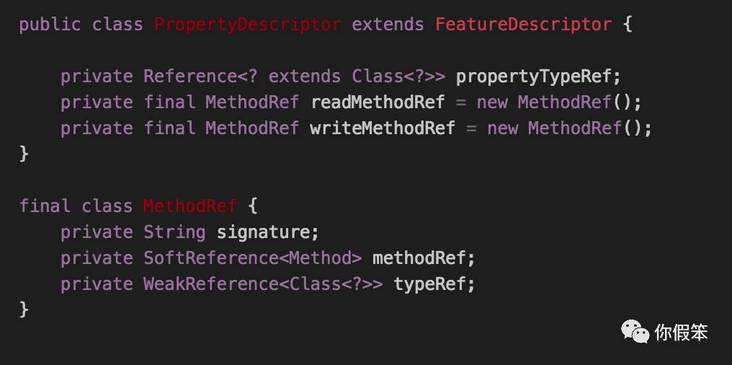 public class PropertyDescriptor extends FeatureDescriptor {
    private Reference<? extends Class<?>> propertyTypeRef;
    private final MethodRef readMethodRef = new MethodRef();
    private final MethodRef writeMethodRef = new MethodRef();
}
final class MethodRef {
    private String signature;
    private SoftReference<Method> methodRef;
    private WeakReference<Class<?>> typeRef;
}
你假笨